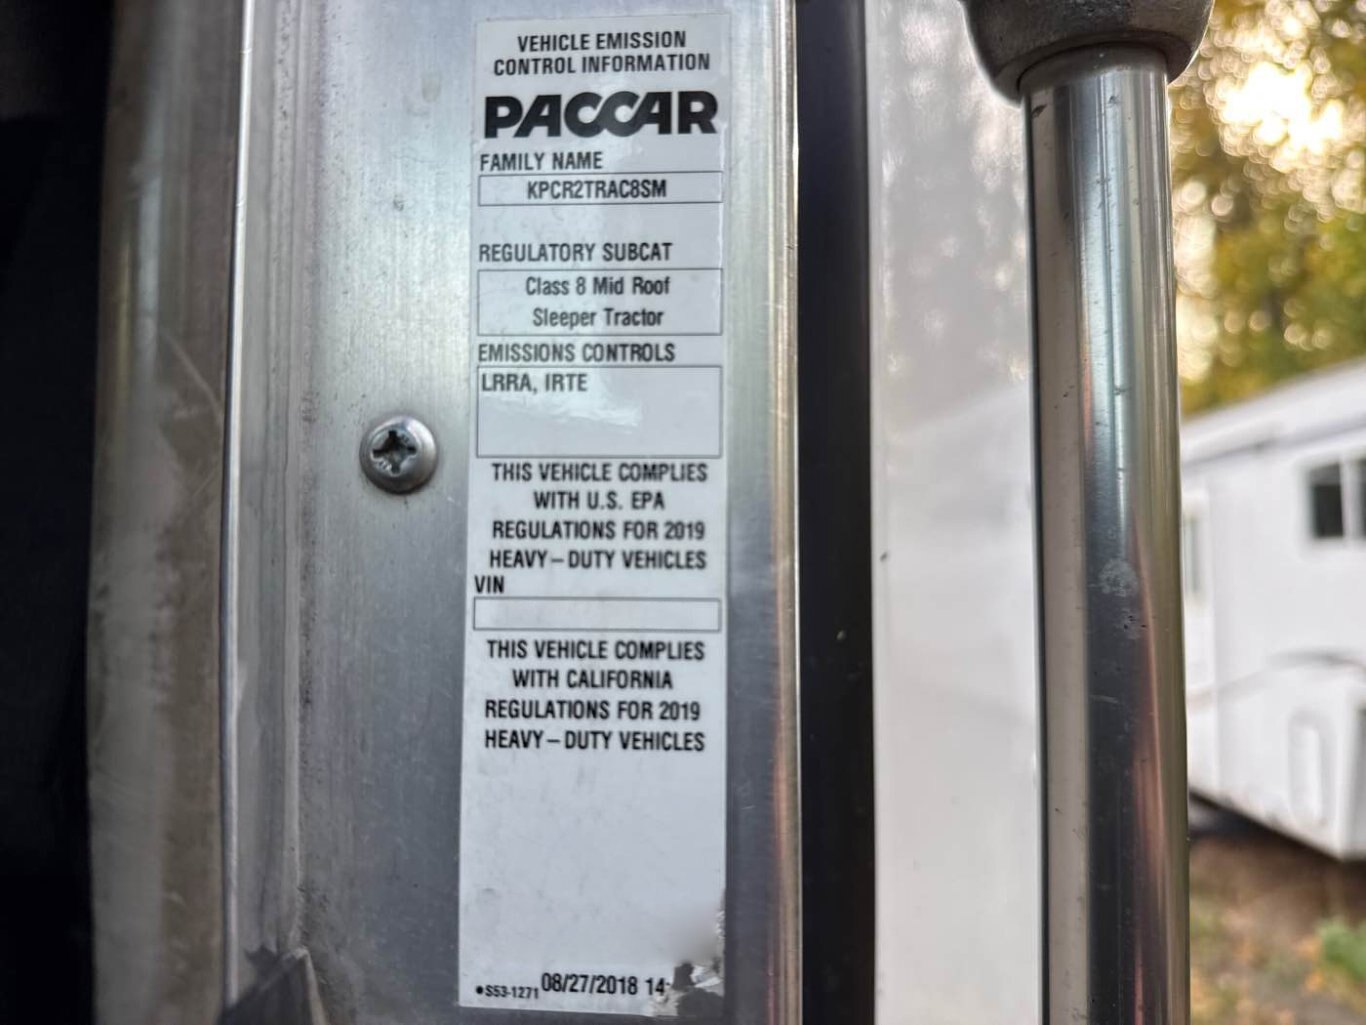 VEHICLE EMISSION
CONTROL INFORMATION
PACCAR
FAMILY NAME
KPCR2TRAC8SM
REGULATORY SUBCAT
Class 8 Mid Roof
Sleeper Tractor
EMISSIONS CONTROLS
LRRA, IRTE
THIS VEHICLE COMPLIES
WITH U.S. EPA
REGULATIONS FOR 2019
HEAVY-DUTY VEHICLES
VIN
THIS VEHICLE COMPLIES
WITH CALIFORNIA
REGULATIONS FOR 2019
HEAVY-DUTY VEHICLES
•S53-1271 08/27/2018 14: